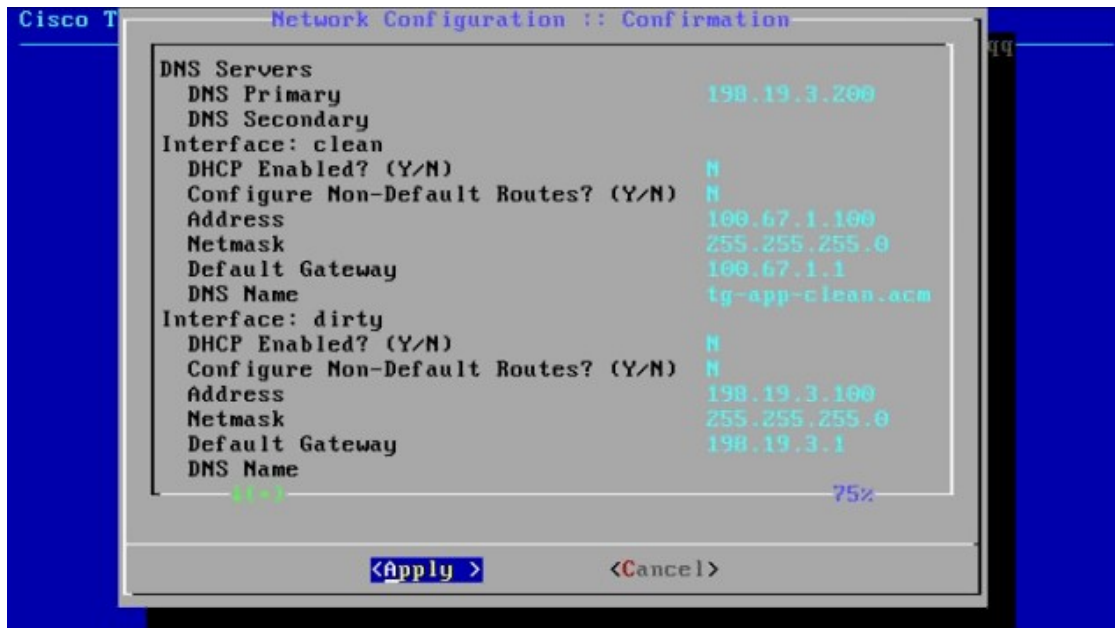 Cisco T
Network Configuration :: Confirmation
qq
DNS Servers
DNS Primary 198.19.3.200
DNS Secondary
Interface: clean
DHCP Enabled? (Y/N) N
Configure Non-Default Routes? (Y/N) N
Address 100.67.1.100
Netmask 255.255.255.0
Default Gateway 100.67.1.1
DNS Name tg-app-clean.acm
Interface: dirty
DHCP Enabled? (Y/N) N
Configure Non-Default Routes? (Y/N) N
Address 198.19.3.100
Netmask 255.255.255.0
Default Gateway 198.19.3.1
DNS Name
↓(+) 75%
<Apply > <Cancel>